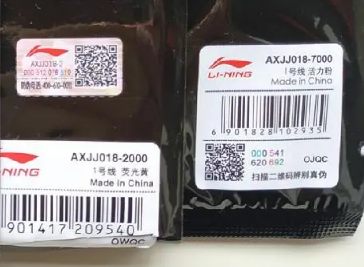 LI-NING
AXJJ018-2
AXJJ018-2000
1号线 荧光黄
Made in China
901417 209540
OWQC
AXJJ018-7000
LI-NING
1号线 活力粉
Made in China
6 901828 102935
000 541
620 692
OJQC
扫描二维码辨别真伪